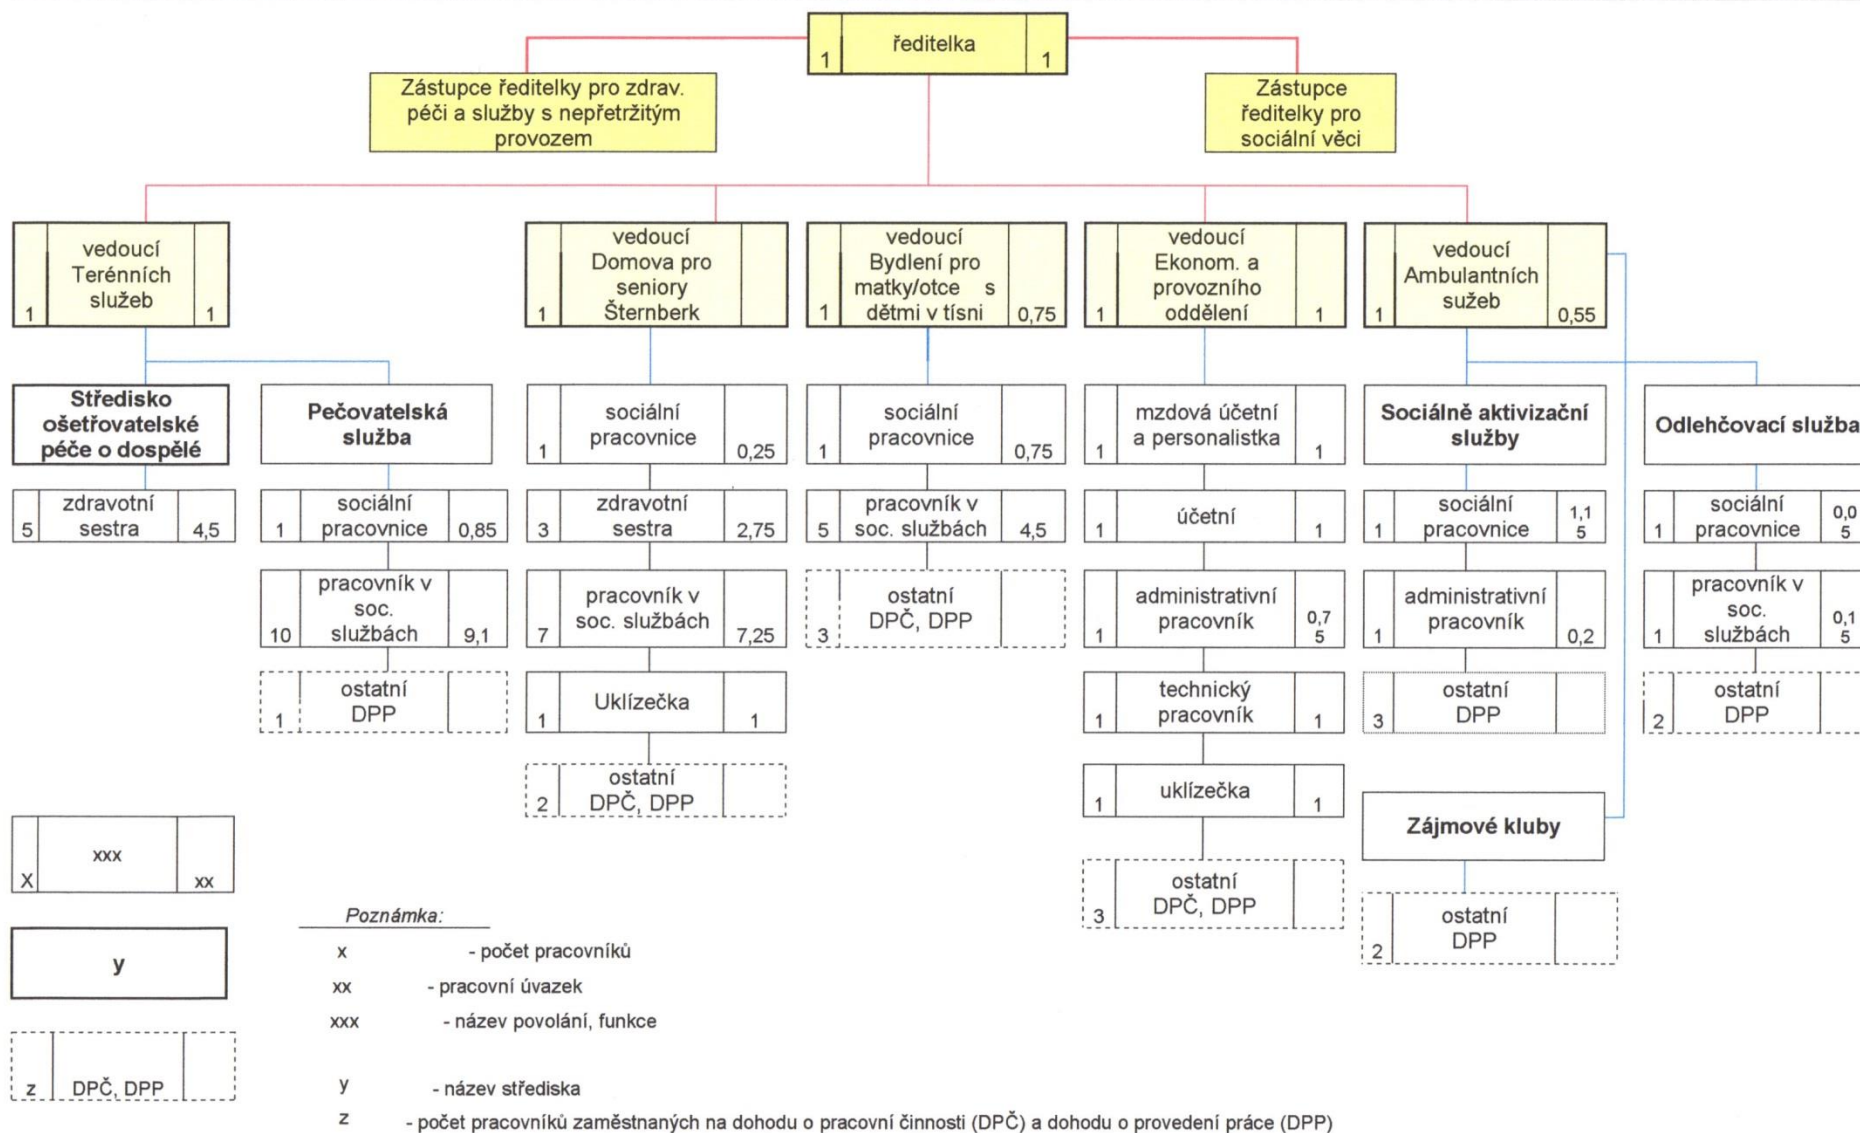 ředitelka
1
1
Zástupce ředitelky pro zdrav.
péči a služby s nepřetržitým
provozem
Zástupce
ředitelky pro
sociální věci
vedoucí
Terénních
služeb
1
1
vedoucí
Domova pro
seniory
Šternberk
1
vedoucí
Bydlení pro
matky/otce s
dětmi v tísni
1
0,75
vedoucí
Ekonom. a
provozního
oddělení
1
1
vedoucí
Ambulantních
sužeb
1
0,55
Středisko
ošetřovatelské
péče o dospělé
Pečovatelská
služba
sociální
pracovnice
1
0,25
sociální
pracovnice
1
0,75
mzdová účetní
a personalistka
1
1
Sociálně aktivizační
služby
Odlehčovací služba
zdravotní
sestra
5
4,5
sociální
pracovnice
1
0,85
zdravotní
sestra
3
2,75
pracovník v
soc. službách
5
4,5
účetní
1
1
sociální
pracovnice
1
1,1
5
sociální
pracovnice
1
0,0
5
pracovník v
soc.
službách
10
9,1
pracovník v
soc. službách
7
7,25
ostatní
DPČ, DPP
3
administrativní
pracovník
1
0,7
5
administrativní
pracovník
1
0,2
pracovník v
soc.
službách
1
0,1
5
ostatní
DPP
1
Uklízečka
1
1
technický
pracovník
1
1
ostatní
DPP
3
ostatní
DPP
2
ostatní
DPČ, DPP
2
uklízečka
1
1
Zájmové kluby
xxx
X
xx
ostatní
DPČ, DPP
3
ostatní
DPP
2
y
z
DPČ, DPP
Poznámka:
x - počet pracovníků
xx - pracovní úvazek
xxx - název povolání, funkce
y - název střediska
z - počet pracovníků zaměstnaných na dohodu o pracovní činnosti (DPČ) a dohodu o provedení práce (DPP)